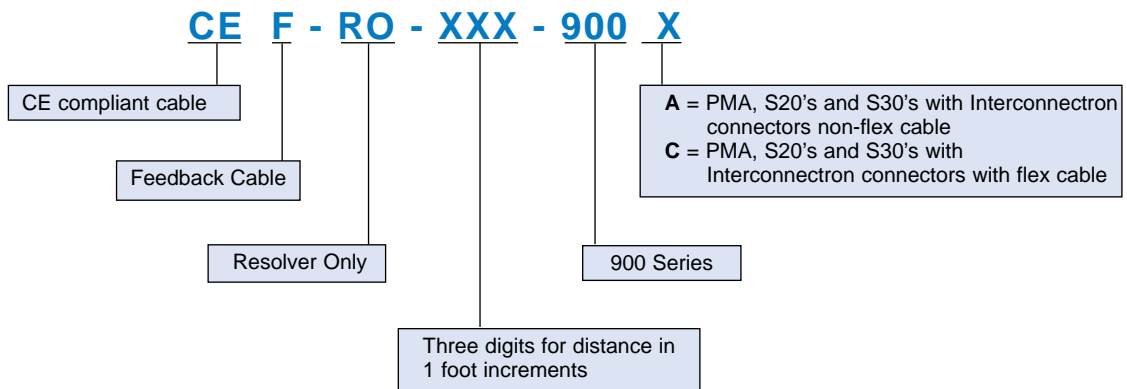 CE F - RO - XXX - 900 X
CE compliant cable
A = PMA, S20's and S30's with Interconnectron
connectors non-flex cable
C = PMA, S20's and S30's with
Interconnectron connectors with flex cable
Feedback Cable
Resolver Only
900 Series
Three digits for distance in
1 foot increments